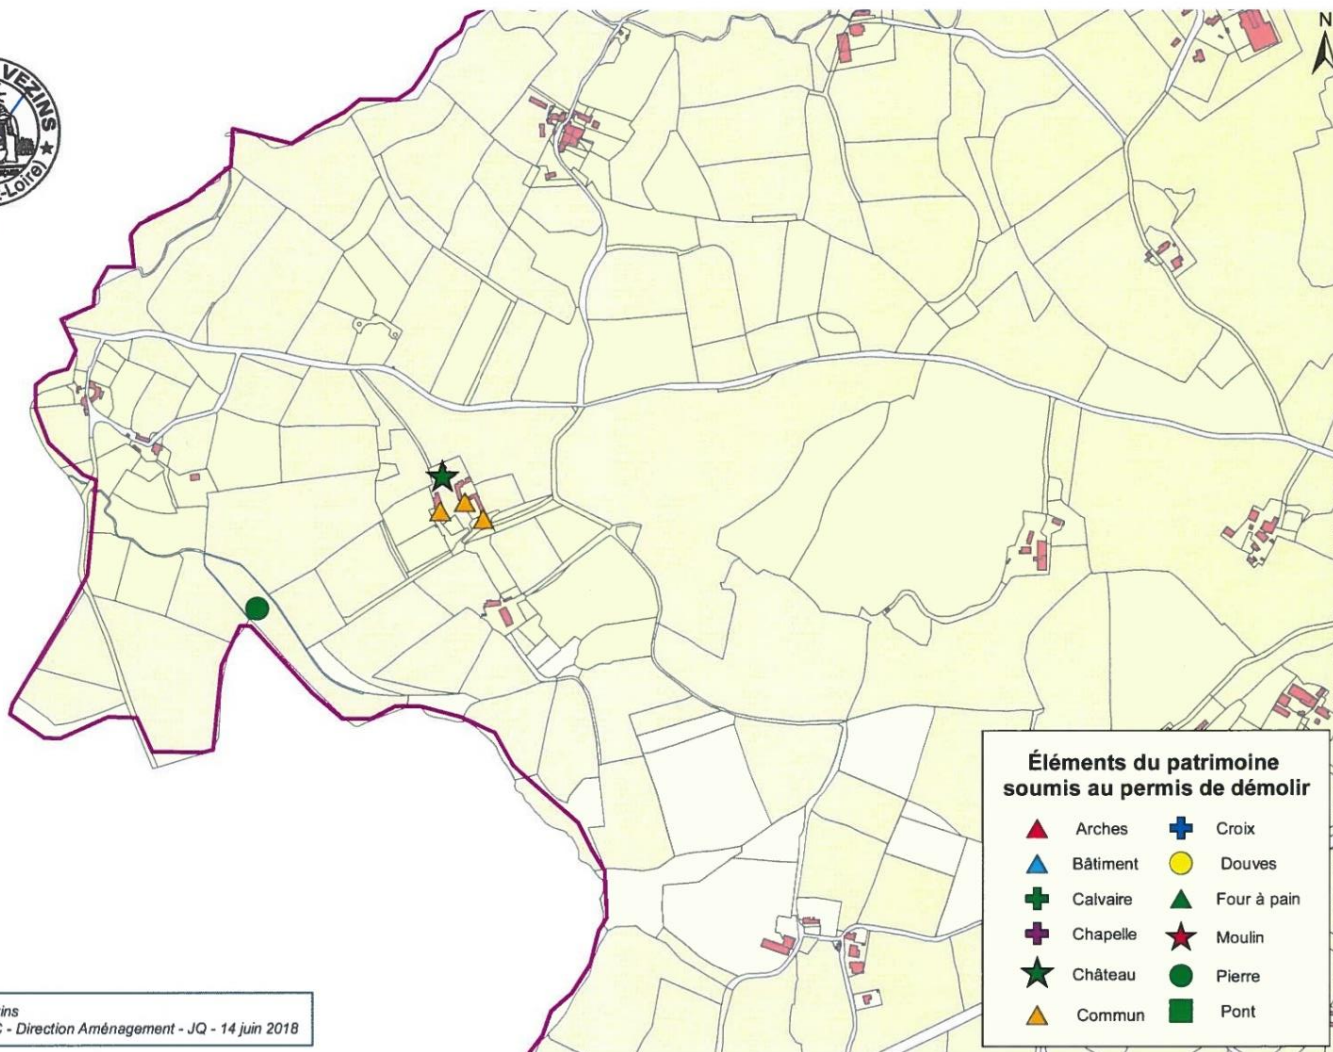 VEZINS ★
-Loire)
N
Éléments du patrimoine
soumis au permis de démolir
Arches
Croix
Bâtiment
Douves
Calvaire
Four à pain
Chapelle
Moulin
Château
Pierre
Commun
Pont
zins
C - Direction Aménagement - JQ - 14 juin 2018